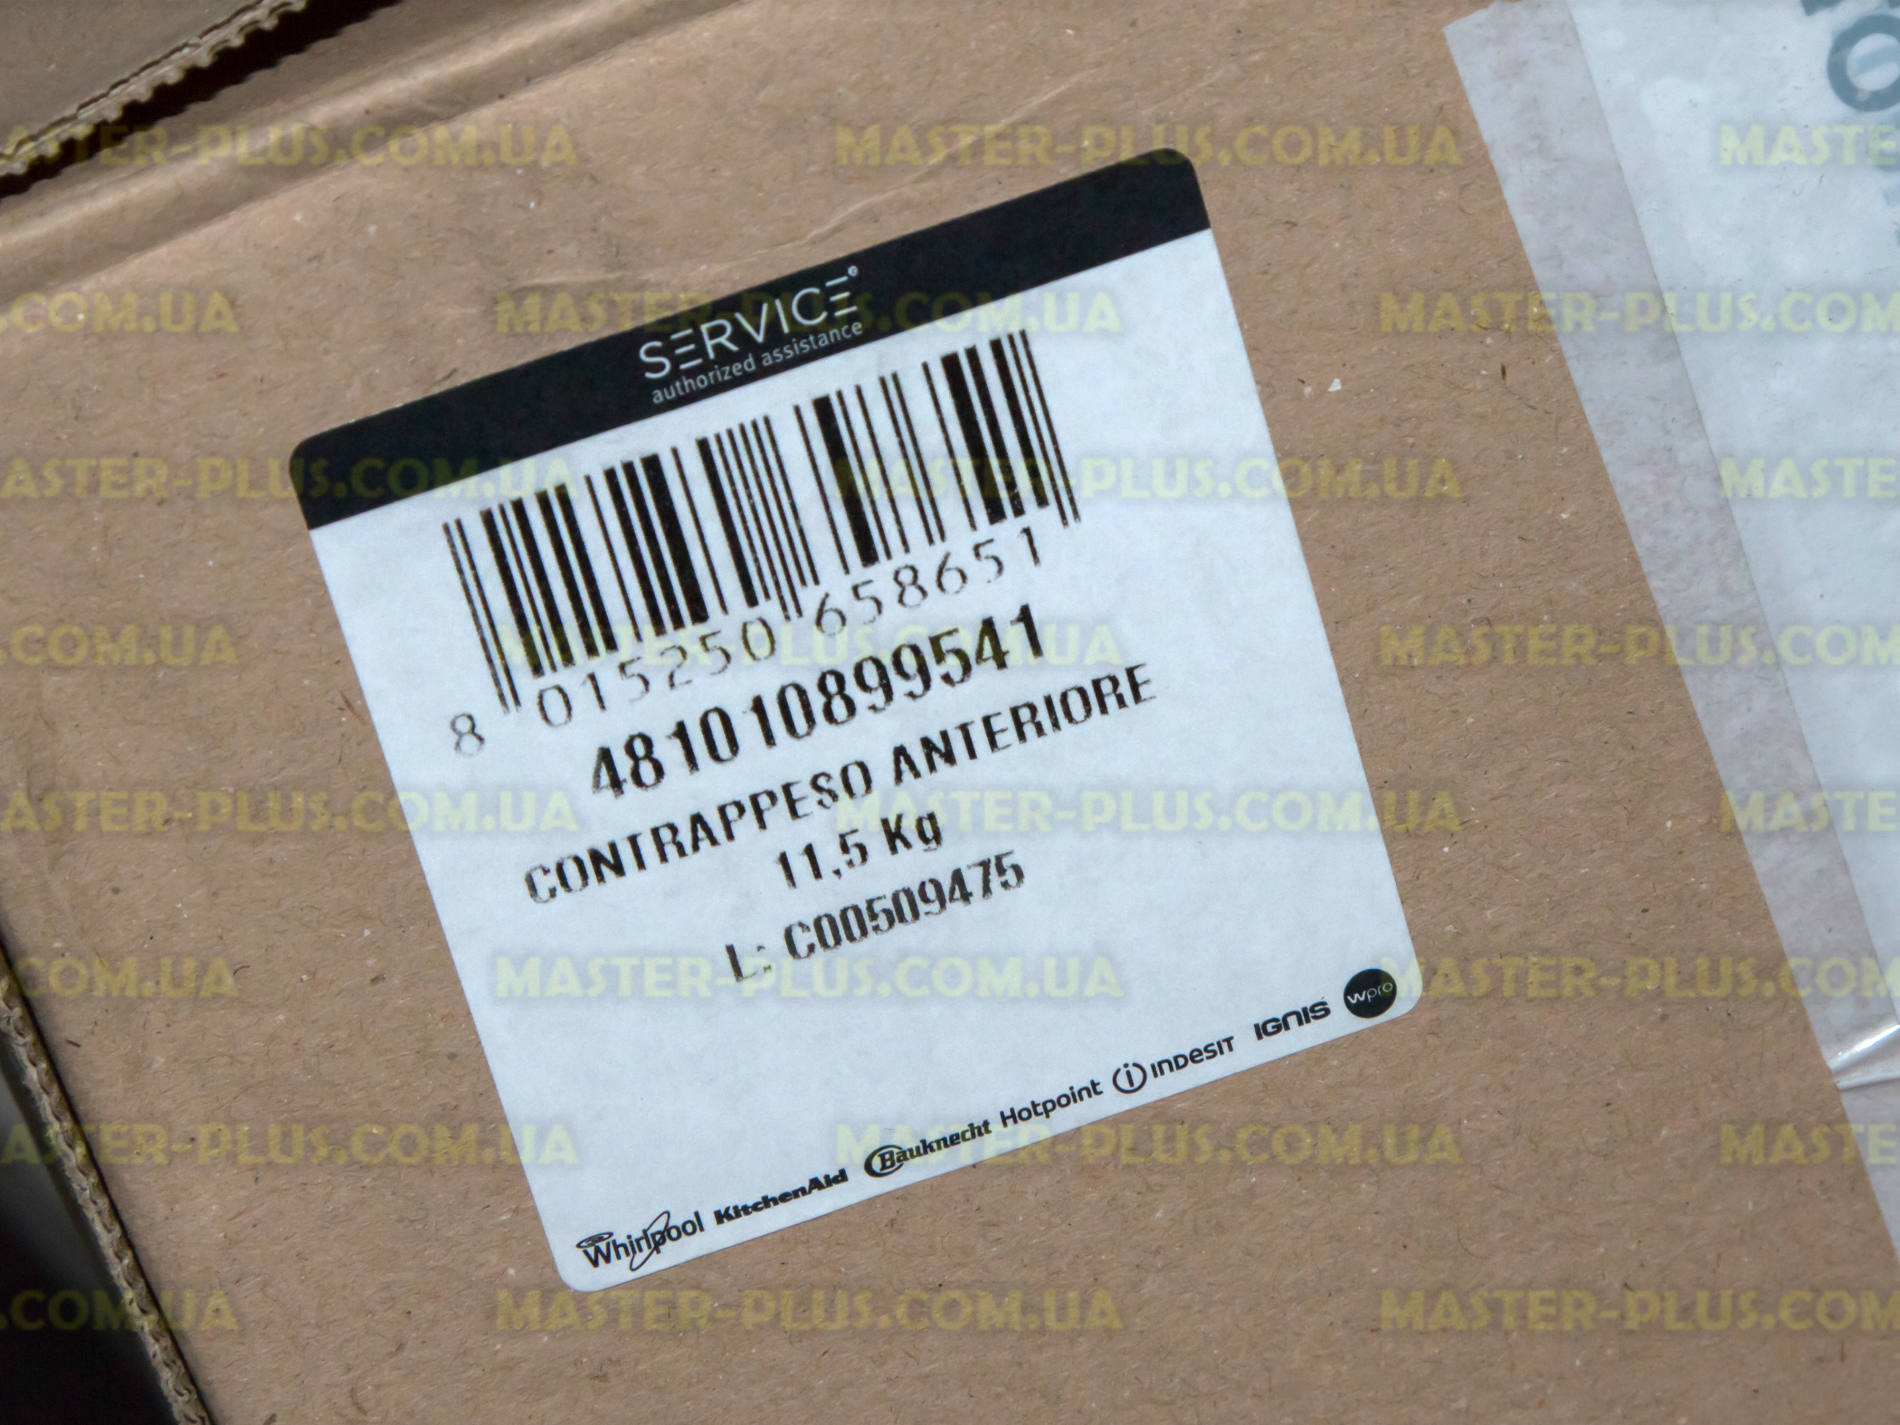 SERVICE
authorized assistance
8 015250 658651
481010899541
CONTRAPPESO ANTERIORE
11,5 Kg
L: C00509475
Whirlpool KitchenAid Bauknecht Hotpoint indesit IGNIS wpro
MASTER-PLUS.COM.UA